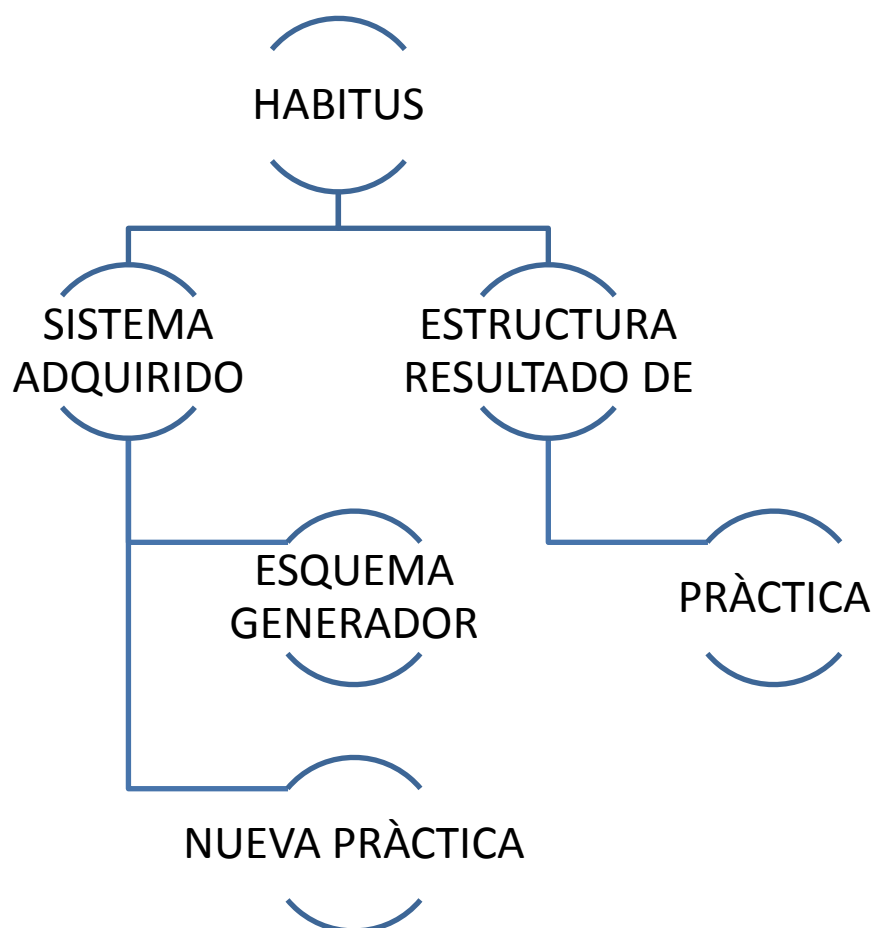 HABITUS
SISTEMA
ADQUIRIDO
ESTRUCTURA
RESULTADO DE
ESQUEMA
GENERADOR
PRÀCTICA
NUEVA PRÀCTICA